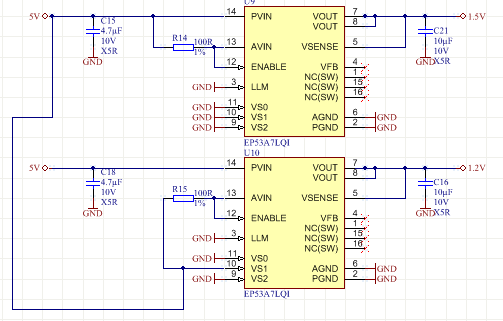 U9
5V
C15
4.7µF
10V
X5R
GND
R14
100R
1%
14
13
12
3
11
10
9
PVIN
AVIN
ENABLE
LLM
VS0
VS1
VS2
VOUT
VOUT
VSENSE
VFB
NC(SW)
NC(SW)
NC(SW)
AGND
PGND
7
8
5
4
1
15
16
6
2
GND
GND
GND
GND
GND
GND
1.5V
C21
10µF
10V
X5R
GND
EP53A7LQI
U10
5V
C18
4.7µF
10V
X5R
GND
R15
100R
1%
14
13
12
3
11
10
9
PVIN
AVIN
ENABLE
LLM
VS0
VS1
VS2
VOUT
VOUT
VSENSE
VFB
NC(SW)
NC(SW)
NC(SW)
AGND
PGND
7
8
5
4
1
15
16
6
2
GND
GND
GND
GND
GND
1.2V
C16
10µF
10V
X5R
GND
EP53A7LQI